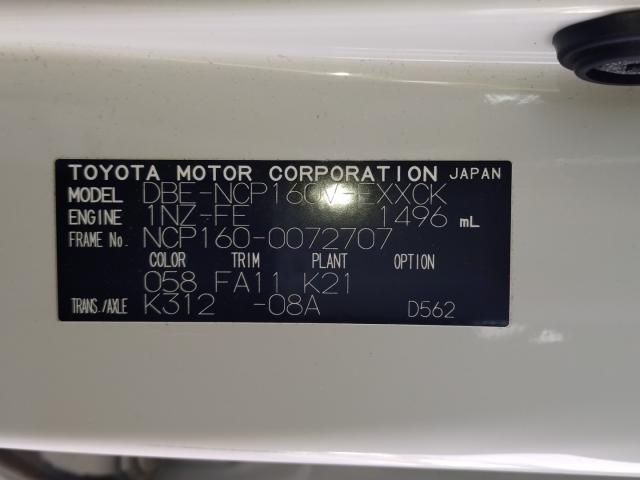 TOYOTA MOTOR CORPORATION JAPAN
MODEL DBE-NCP160V-EXXCK
ENGINE 1NZ-FE 1496 mL
FRAME No. NCP160-0072707
COLOR TRIM PLANT OPTION
058 FA11 K21
TRANS./AXLE K312 -08A D562